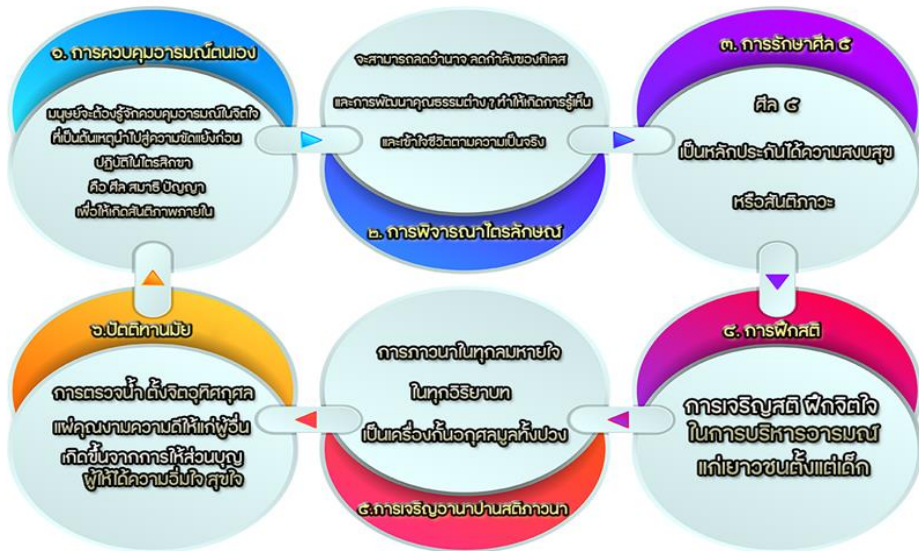 ๑. การควบคุมอารมณ์ตนเอง
มนุษย์จะต้องรู้จักควบคุมอารมณ์ในจิตใจ
ที่เป็นต้นเหตุนำไปสู่ความขัดแย้งก่อน
ปฏิบัติในไตรสิกขา
คือ ศีล สมาธิ ปัญญา
เพื่อให้เกิดสันติภาพภายใน
จะสามารถลดอำนาจ ลดกำลังของกิเลส
และการพัฒนาคุณธรรมต่าง ๆ ทำให้เกิดการรู้เห็น
และเข้าใจชีวิตตามความเป็นจริง
๒. การพิจารณาไตรลักษณ์
๓. การรักษาศีล ๕
ศีล ๕
เป็นหลักประกันได้ความสงบสุข
หรือสันติภาวะ
๔. การฝึกสติ
การเจริญสติ ฝึกจิตใจ
ในการบริหารอารมณ์
แก่เยาวชนตั้งแต่เด็ก
การภาวนาในทุกลมหายใจ
ในทุกอิริยาบท
เป็นเครื่องกั้นอกุศลมูลทั้งปวง
๕.การเจริญอานาปานสติภาวนา
๖.ปัตติทานมัย
การตรวจน้ำ ตั้งจิตอุทิศกุศล
แผ่คุณงามความดีให้แก่ผู้อื่น
เกิดขึ้นจากการให้ส่วนบุญ
ผู้ให้ได้ความอิ่มใจ สุขใจ